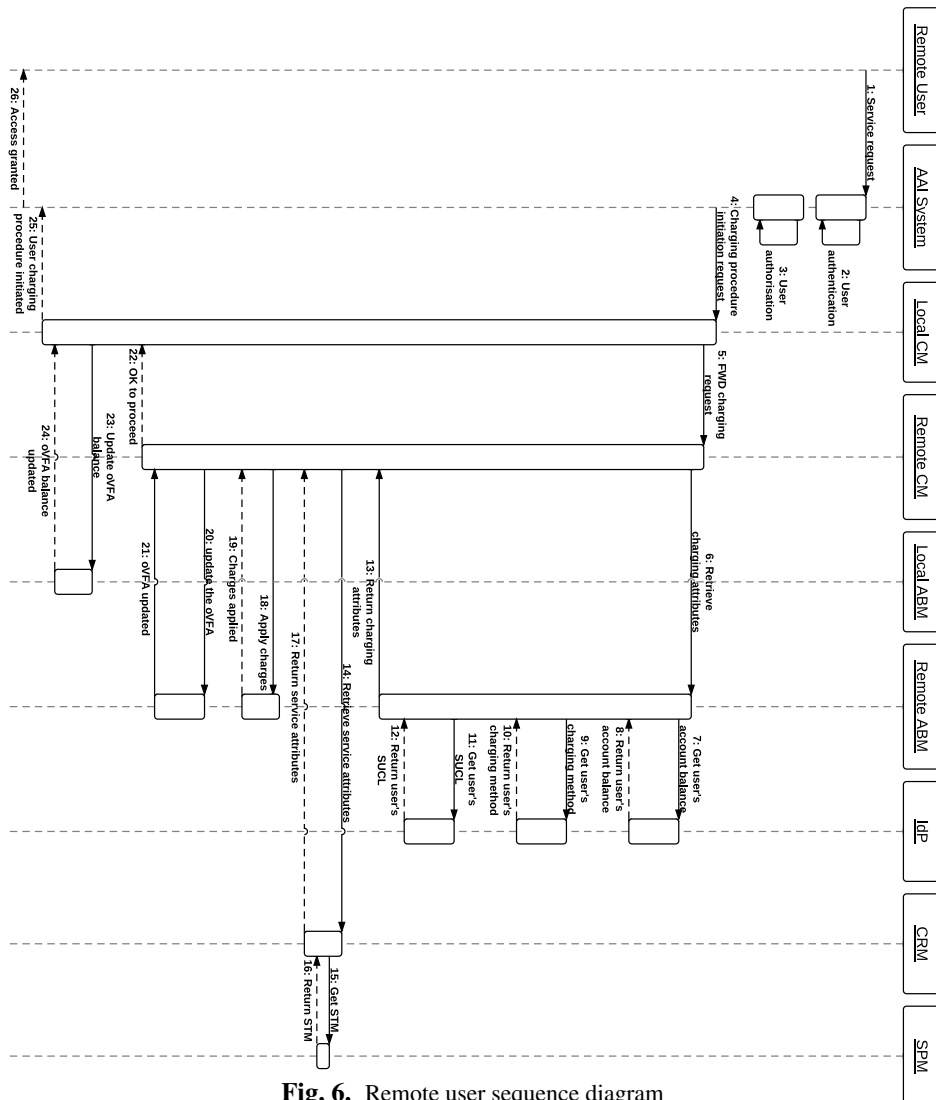 Remote User
AAI System
Local CM
Remote CM
Local ABM
Remote ABM
IdP
CRM
SPM
1: Service request
2: User
authentication
3: User
authorisation
4: Charging procedure
initiation request
5: FWD charging
request
6: Retrieve
charging attributes
7: Get user's
account balance
8: Return user's
account balance
9: Get user's
charging method
10: Return user's
charging method
11: Get user's
SUCL
12: Return user's
SUCL
13: Return charging
attributes
14: Retrieve service attributes
15: Get STM
16: Return STM
17: Return service attributes
18: Apply charges
19: Charges applied
20: update the oVFA
21: oVFA updated
22: OK to proceed
23: Update oVFA
balance
24: oVFA balance
updated
25: User charging
procedure initiated
26: Access granted
Fig. 6. Remote user sequence diagram